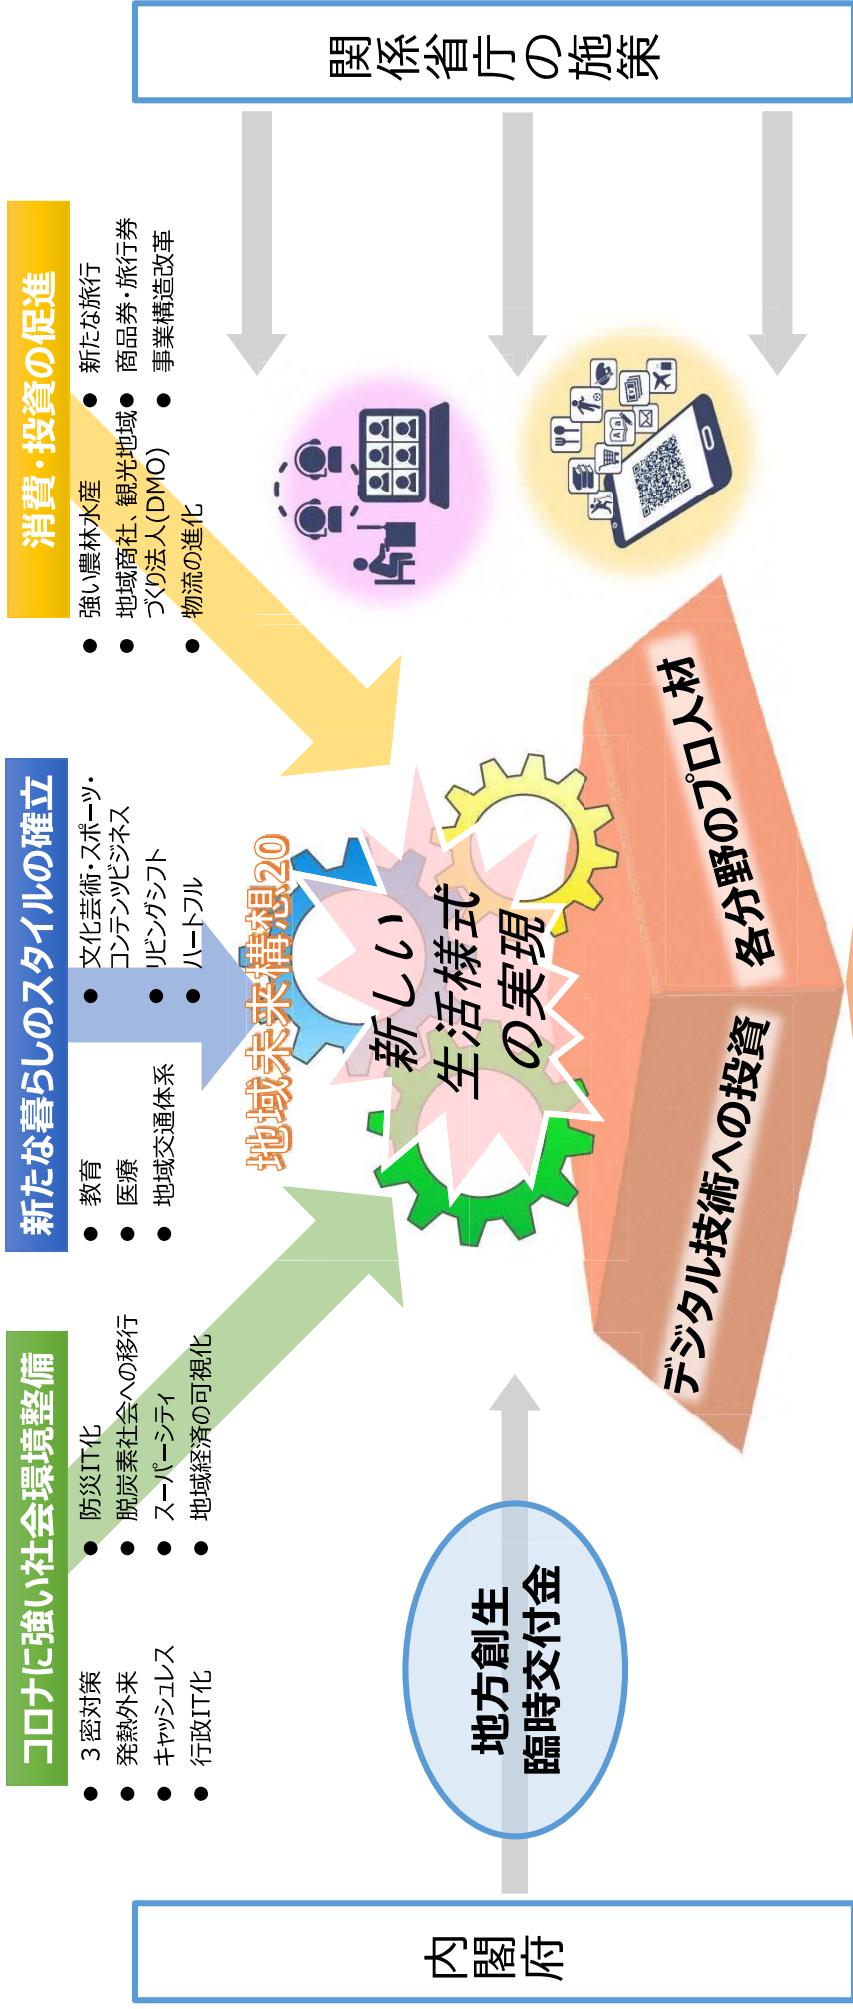 コロナに強い社会環境整備
● 3密対策
● 発熱外来
● キャッシュレス
● 行政IT化
● 防災IT化
● 脱炭素社会への移行
● スーパーシティ
● 地域経済の可視化
新たな暮らしのスタイルの確立
● 教育
● 医療
● 地域交通体系
● 文化芸術・スポーツ・
コンテンツビジネス
● リビングシフト
● ハートフル
消費・投資の促進
● 強い農林水産
● 地域商社、観光地域
づくり法人(DMO)
● 物流の進化
● 新たな旅行
● 商品券・旅行券
● 事業構造改革
地域未来構想20
新しい
生活様式
の実現
内閣府
地方創生
臨時交付金
関係省庁の施策
デジタル技術への投資
各分野のプロ人材